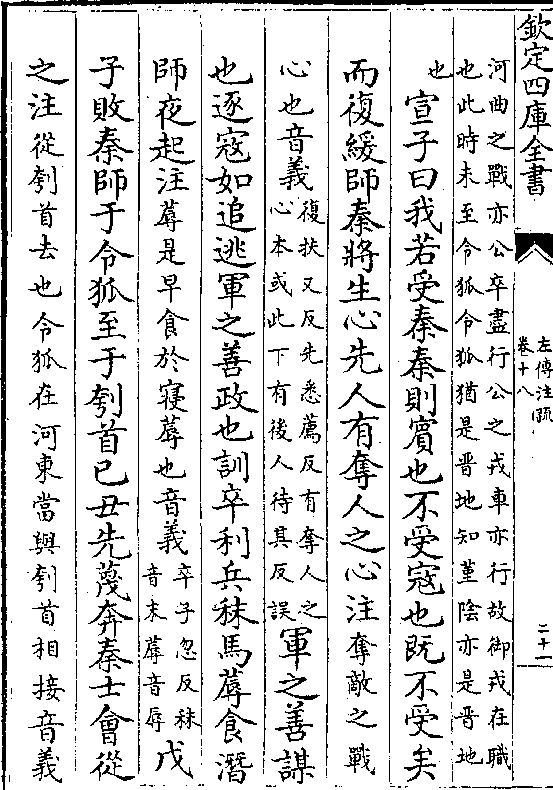 欽定四庫全書
左傳注疏
卷十八
二十一
河曲之戰亦公卒盡行公之戎車亦行故御戎在職
也此時未至令狐令狐猶是晉地知堇陰亦是晉地
也
宣子曰我若受秦秦則賓也不受寇也既不受矣
而復緩師秦將生心先人有奪人之心注奪敵之戰
心也音義復扶又反先悉薦反有奪人之
心本或此下有後人待其反誤
軍之善謀
也逐寇如追逃軍之善政也訓卒利兵秣馬蓐食潛
師夜起注蓐是早食於寢蓐也音義卒子忽反秣
音末蓐音辱
戊
子敗秦師于令狐至于刳首己丑先蔑奔秦士會從
之注從刳首去也令狐在河東當與刳首相接音義